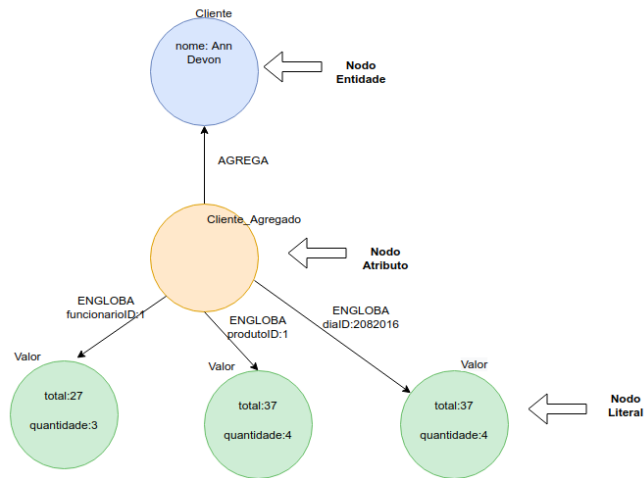 Cliente
nome: Ann
Devon
Nodo
Entidade
AGREGA
Cliente_Agregado
Nodo
Atributo
ENGLOBA
funcionarioID:1
ENGLOBA
produtoID:1
ENGLOBA
diaID:2082016
Valor
total:27
quantidade:3
Valor
total:37
quantidade:4
Valor
total:37
quantidade:4
Nodo
Literal